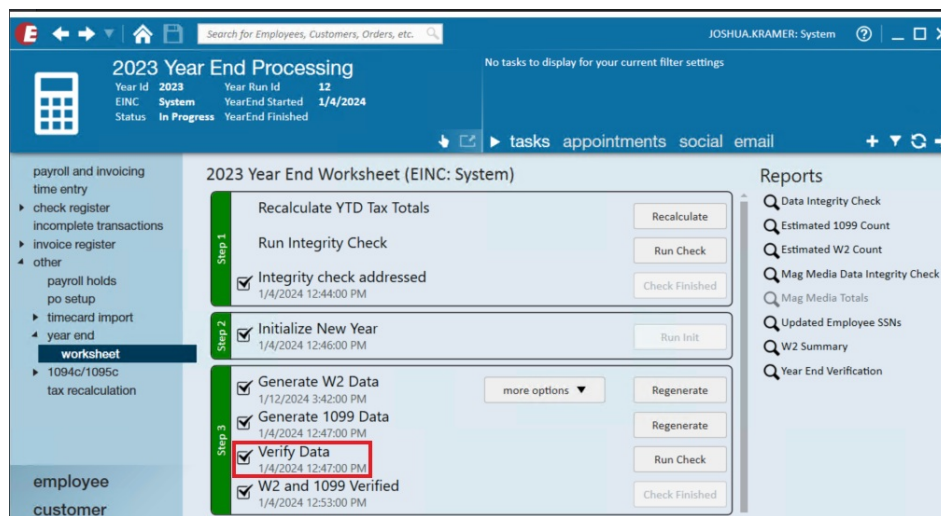 Search for Employees, Customers, Orders, etc.
JOSHUA.KRAMER: System
2023 Year End Processing
Year Id 2023 Year Run Id 12
EINC System YearEnd Started 1/4/2024
Status In Progress YearEnd Finished
No tasks to display for your current filter settings
tasks appointments social email
payroll and invoicing
time entry
check register
incomplete transactions
invoice register
other
payroll holds
po setup
timecard import
year end
worksheet
1094c/1095c
tax recalculation
employee
customer
2023 Year End Worksheet (EINC: System)
Step 1
Recalculate YTD Tax Totals
Recalculate
Run Integrity Check
Run Check
Integrity check addressed
1/4/2024 12:44:00 PM
Check Finished
Step 2
Initialize New Year
1/4/2024 12:46:00 PM
Run Init
Step 3
Generate W2 Data
1/12/2024 3:42:00 PM
more options
Regenerate
Generate 1099 Data
1/4/2024 12:47:00 PM
Regenerate
Verify Data
1/4/2024 12:47:00 PM
Run Check
W2 and 1099 Verified
1/4/2024 12:53:00 PM
Check Finished
Reports
Data Integrity Check
Estimated 1099 Count
Estimated W2 Count
Mag Media Data Integrity Check
Mag Media Totals
Updated Employee SSNs
W2 Summary
Year End Verification